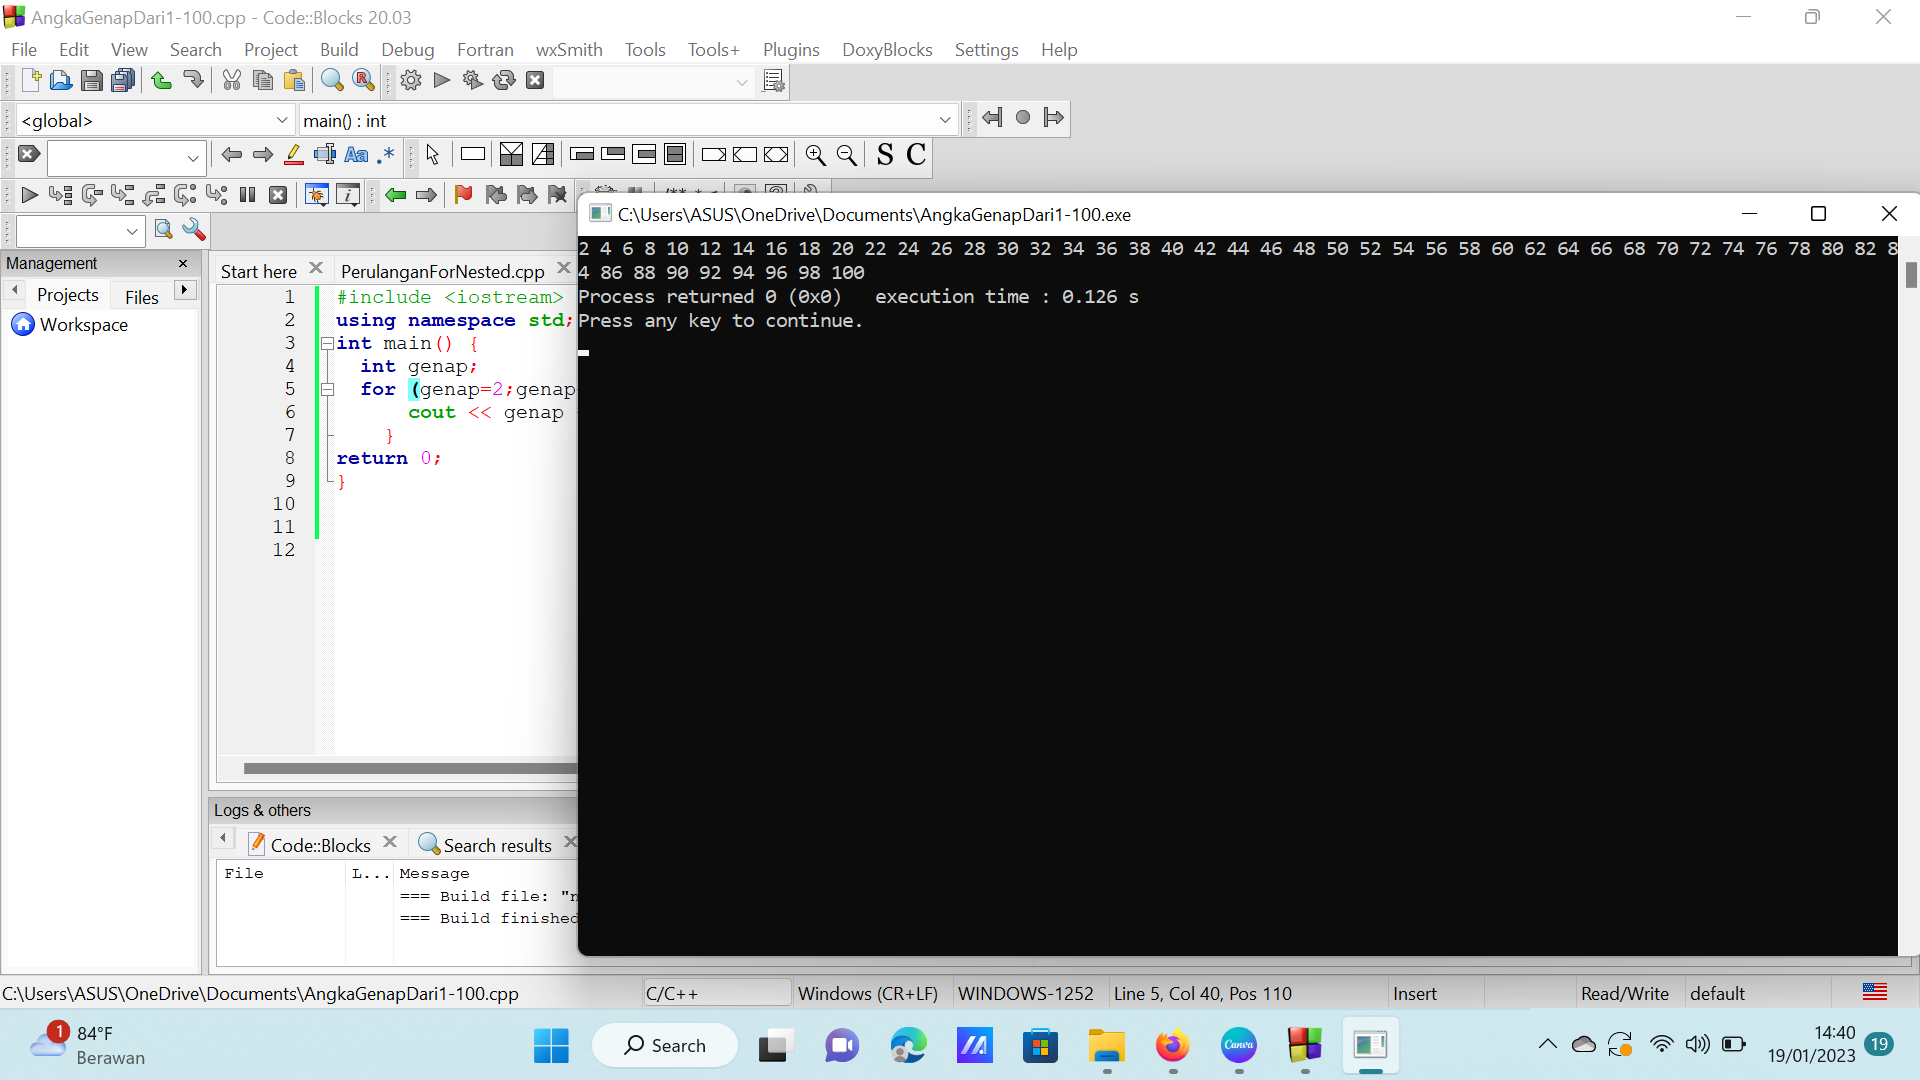 AngkaGenapDari1-100.cpp - Code::Blocks 20.03
File Edit View Search Project Build Debug Fortran wxSmith Tools Tools+ Plugins DoxyBlocks Settings Help
<global> main() : int
Aa .* S C
C:\Users\ASUS\OneDrive\Documents\AngkaGenapDari1-100.exe
2 4 6 8 10 12 14 16 18 20 22 24 26 28 30 32 34 36 38 40 42 44 46 48 50 52 54 56 58 60 62 64 66 68 70 72 74 76 78 80 82 8
4 86 88 90 92 94 96 98 100
Process returned 0 (0x0)   execution time : 0.126 s
Press any key to continue.
Management
Projects Files
Workspace
Start here PerulanganForNested.cpp
1 #include <iostream>
2 using namespace std;
3 int main() {
4 int genap;
5 for (genap=2;genap
6 cout << genap
7 }
8 return 0;
9 }
10
11
12
Logs & others
Code::Blocks Search results
File L... Message
=== Build file: "n
=== Build finished
C:\Users\ASUS\OneDrive\Documents\AngkaGenapDari1-100.cpp C/C++ Windows (CR+LF) WINDOWS-1252 Line 5, Col 40, Pos 110 Insert Read/Write default
1 84°F
Berawan
Search
Canva
14:40
19/01/2023 19